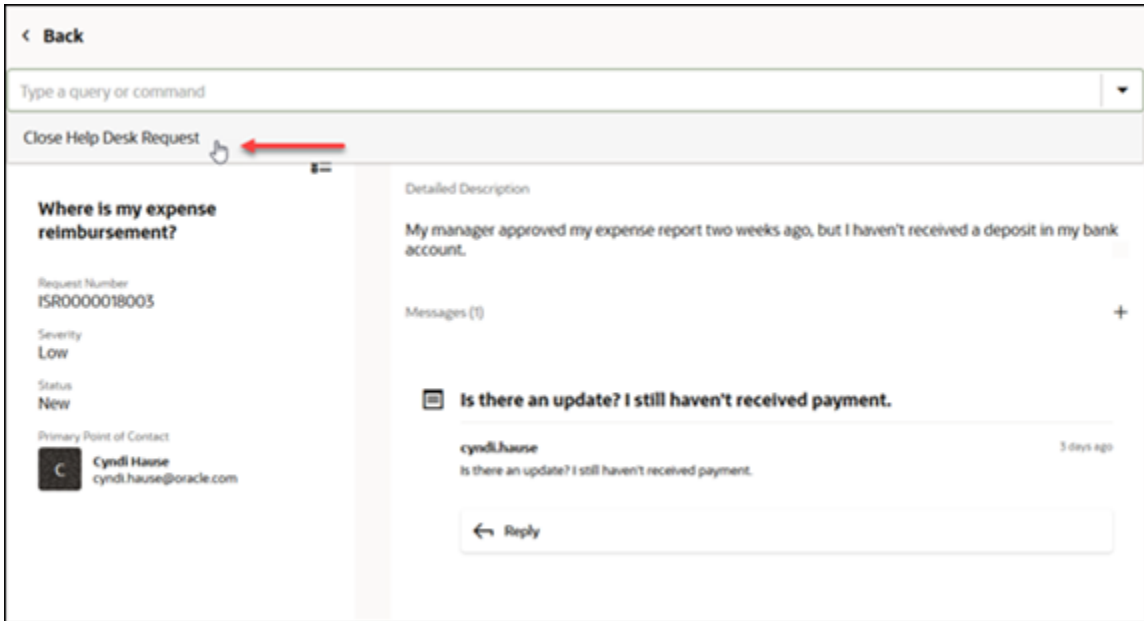 Back
Type a query or command
Close Help Desk Request
Where is my expense
reimbursement?
Request Number
ISR0000018003
Severity
Low
Status
New
Primary Point of Contact
C
Cyndi Hause
cyndi.hause@oracle.com
Detailed Description
My manager approved my expense report two weeks ago, but I haven't received a deposit in my bank
account.
Messages (1)
Is there an update? I still haven't received payment.
cyndi.hause
3 days ago
Is there an update? I still haven't received payment.
Reply